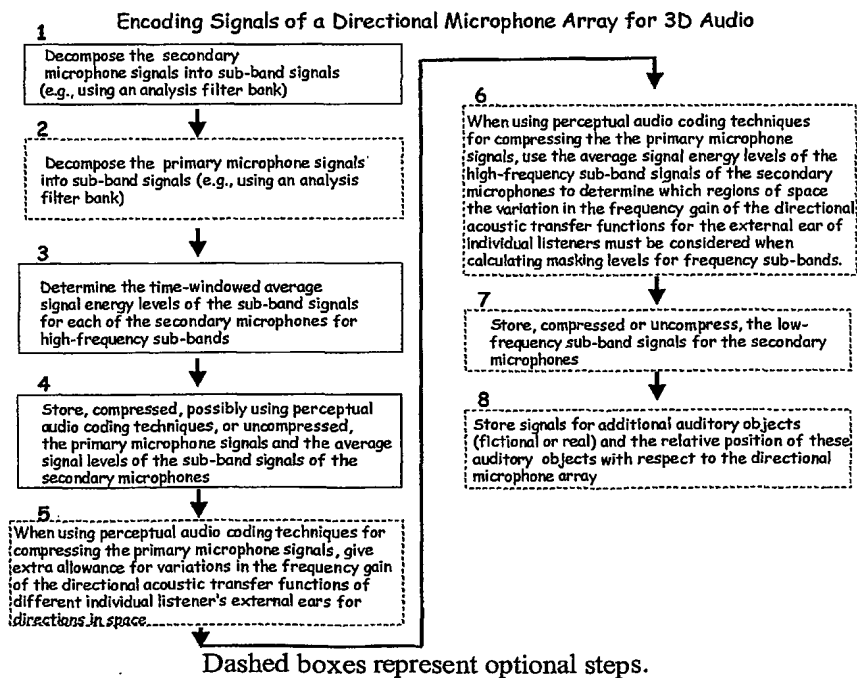 Encoding Signals of a Directional Microphone Array for 3D Audio
1
Decompose the secondary
microphone signals into sub-band signals
(e.g., using an analysis filter bank)
2
Decompose the primary microphone signals
into sub-band signals (e.g., using an analysis
filter bank)
3
Determine the time-windowed average
signal energy levels of the sub-band signals
for each of the secondary microphones for
high-frequency sub-bands
4
Store, compressed, possibly using perceptual
audio coding techniques, or uncompressed,
the primary microphone signals and the average
signal levels of the sub-band signals of the
secondary microphones
5
When using perceptual audio coding techniques for
compressing the primary microphone signals, give
extra allowance for variations in the frequency gain
of the directional acoustic transfer functions of
different individual listener's external ears for
directions in space
6
When using perceptual audio coding techniques
for compressing the the primary microphone
signals, use the average signal energy levels of the
high-frequency sub-band signals of the secondary
microphones to determine which regions of space
the variation in the frequency gain of the directional
acoustic transfer functions for the external ear of
individual listeners must be considered when
calculating masking levels for frequency sub-bands.
7
Store, compressed or uncompress, the low-
frequency sub-band signals for the secondary
microphones
8
Store signals for additional auditory objects
(fictional or real) and the relative position of these
auditory objects with respect to the directional
microphone array
Dashed boxes represent optional steps.